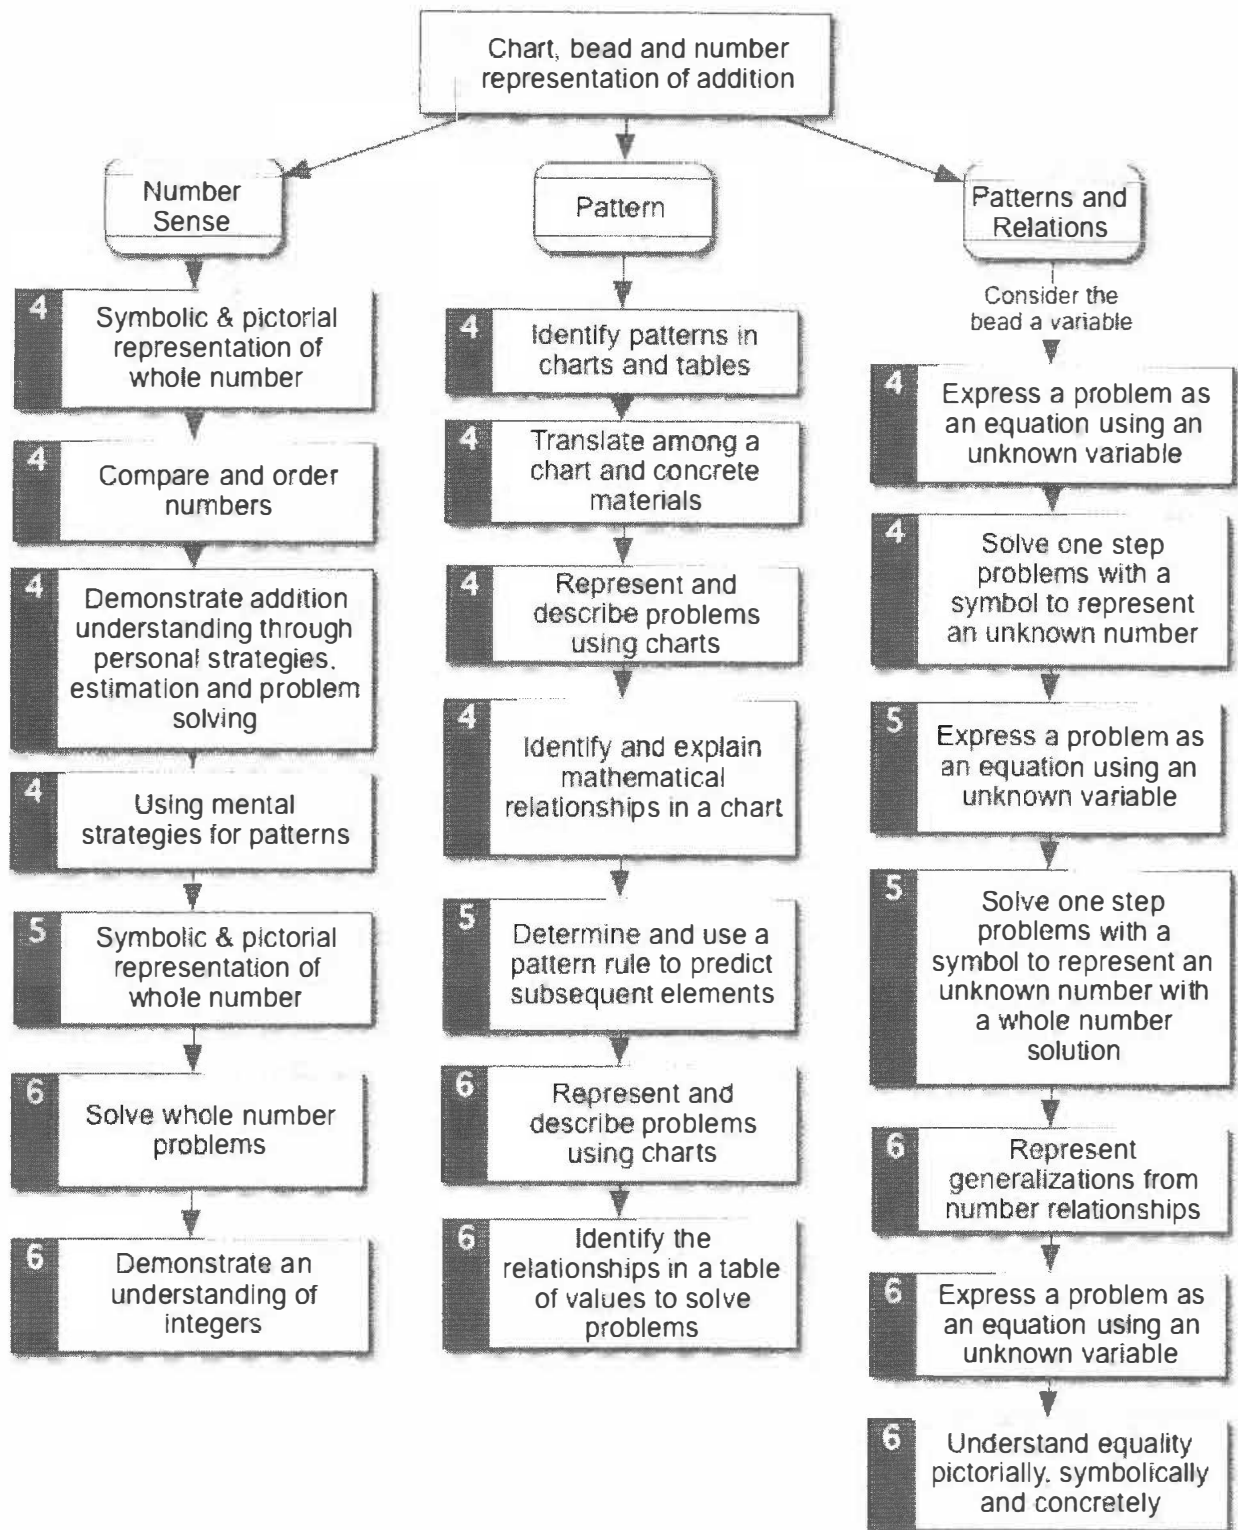 Chart, bead and number
representation of addition
Number
Sense
4
Symbolic & pictorial
representation of
whole number
4
Compare and order
numbers
4
Demonstrate addition
understanding through
personal strategies,
estimation and problem
solving
4
Using mental
strategies for patterns
5
Symbolic & pictorial
representation of
whole number
6
Solve whole number
problems
6
Demonstrate an
understanding of
integers
Pattern
4
Identify patterns in
charts and tables
4
Translate among a
chart and concrete
materials
4
Represent and
describe problems
using charts
4
Identify and explain
mathematical
relationships in a chart
5
Determine and use a
pattern rule to predict
subsequent elements
6
Represent and
describe problems
using charts
6
Identify the
relationships in a table
of values to solve
problems
Patterns and
Relations
Consider the
bead a variable
4
Express a problem as
an equation using an
unknown variable
4
Solve one step
problems with a
symbol to represent
an unknown number
5
Express a problem as
an equation using an
unknown variable
5
Solve one step
problems with a
symbol to represent an
unknown number with
a whole number
solution
6
Represent
generalizations from
number relationships
6
Express a problem as
an equation using an
unknown variable
6
Understand equality
pictorially, symbolically
and concretely